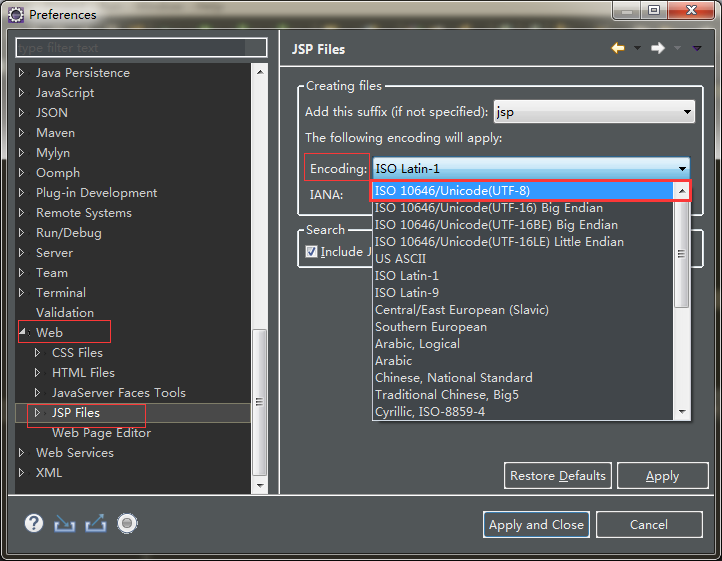 Preferences
type filter text
Java Persistence
JavaScript
JSON
Maven
Mylyn
Oomph
Plug-in Development
Remote Systems
Run/Debug
Server
Team
Terminal
Validation
Web
CSS Files
HTML Files
JavaServer Faces Tools
JSP Files
Web Page Editor
Web Services
XML
JSP Files
Creating files
Add this suffix (if not specified): jsp
The following encoding will apply:
Encoding: ISO Latin-1
IANA:
ISO 10646/Unicode(UTF-8)
ISO 10646/Unicode(UTF-16) Big Endian
ISO 10646/Unicode(UTF-16BE) Big Endian
ISO 10646/Unicode(UTF-16LE) Little Endian
US ASCII
ISO Latin-1
ISO Latin-9
Central/East European (Slavic)
Southern European
Arabic, Logical
Arabic
Chinese, National Standard
Traditional Chinese, Big5
Cyrillic, ISO-8859-4
Search
Include J
Restore Defaults
Apply
Apply and Close
Cancel